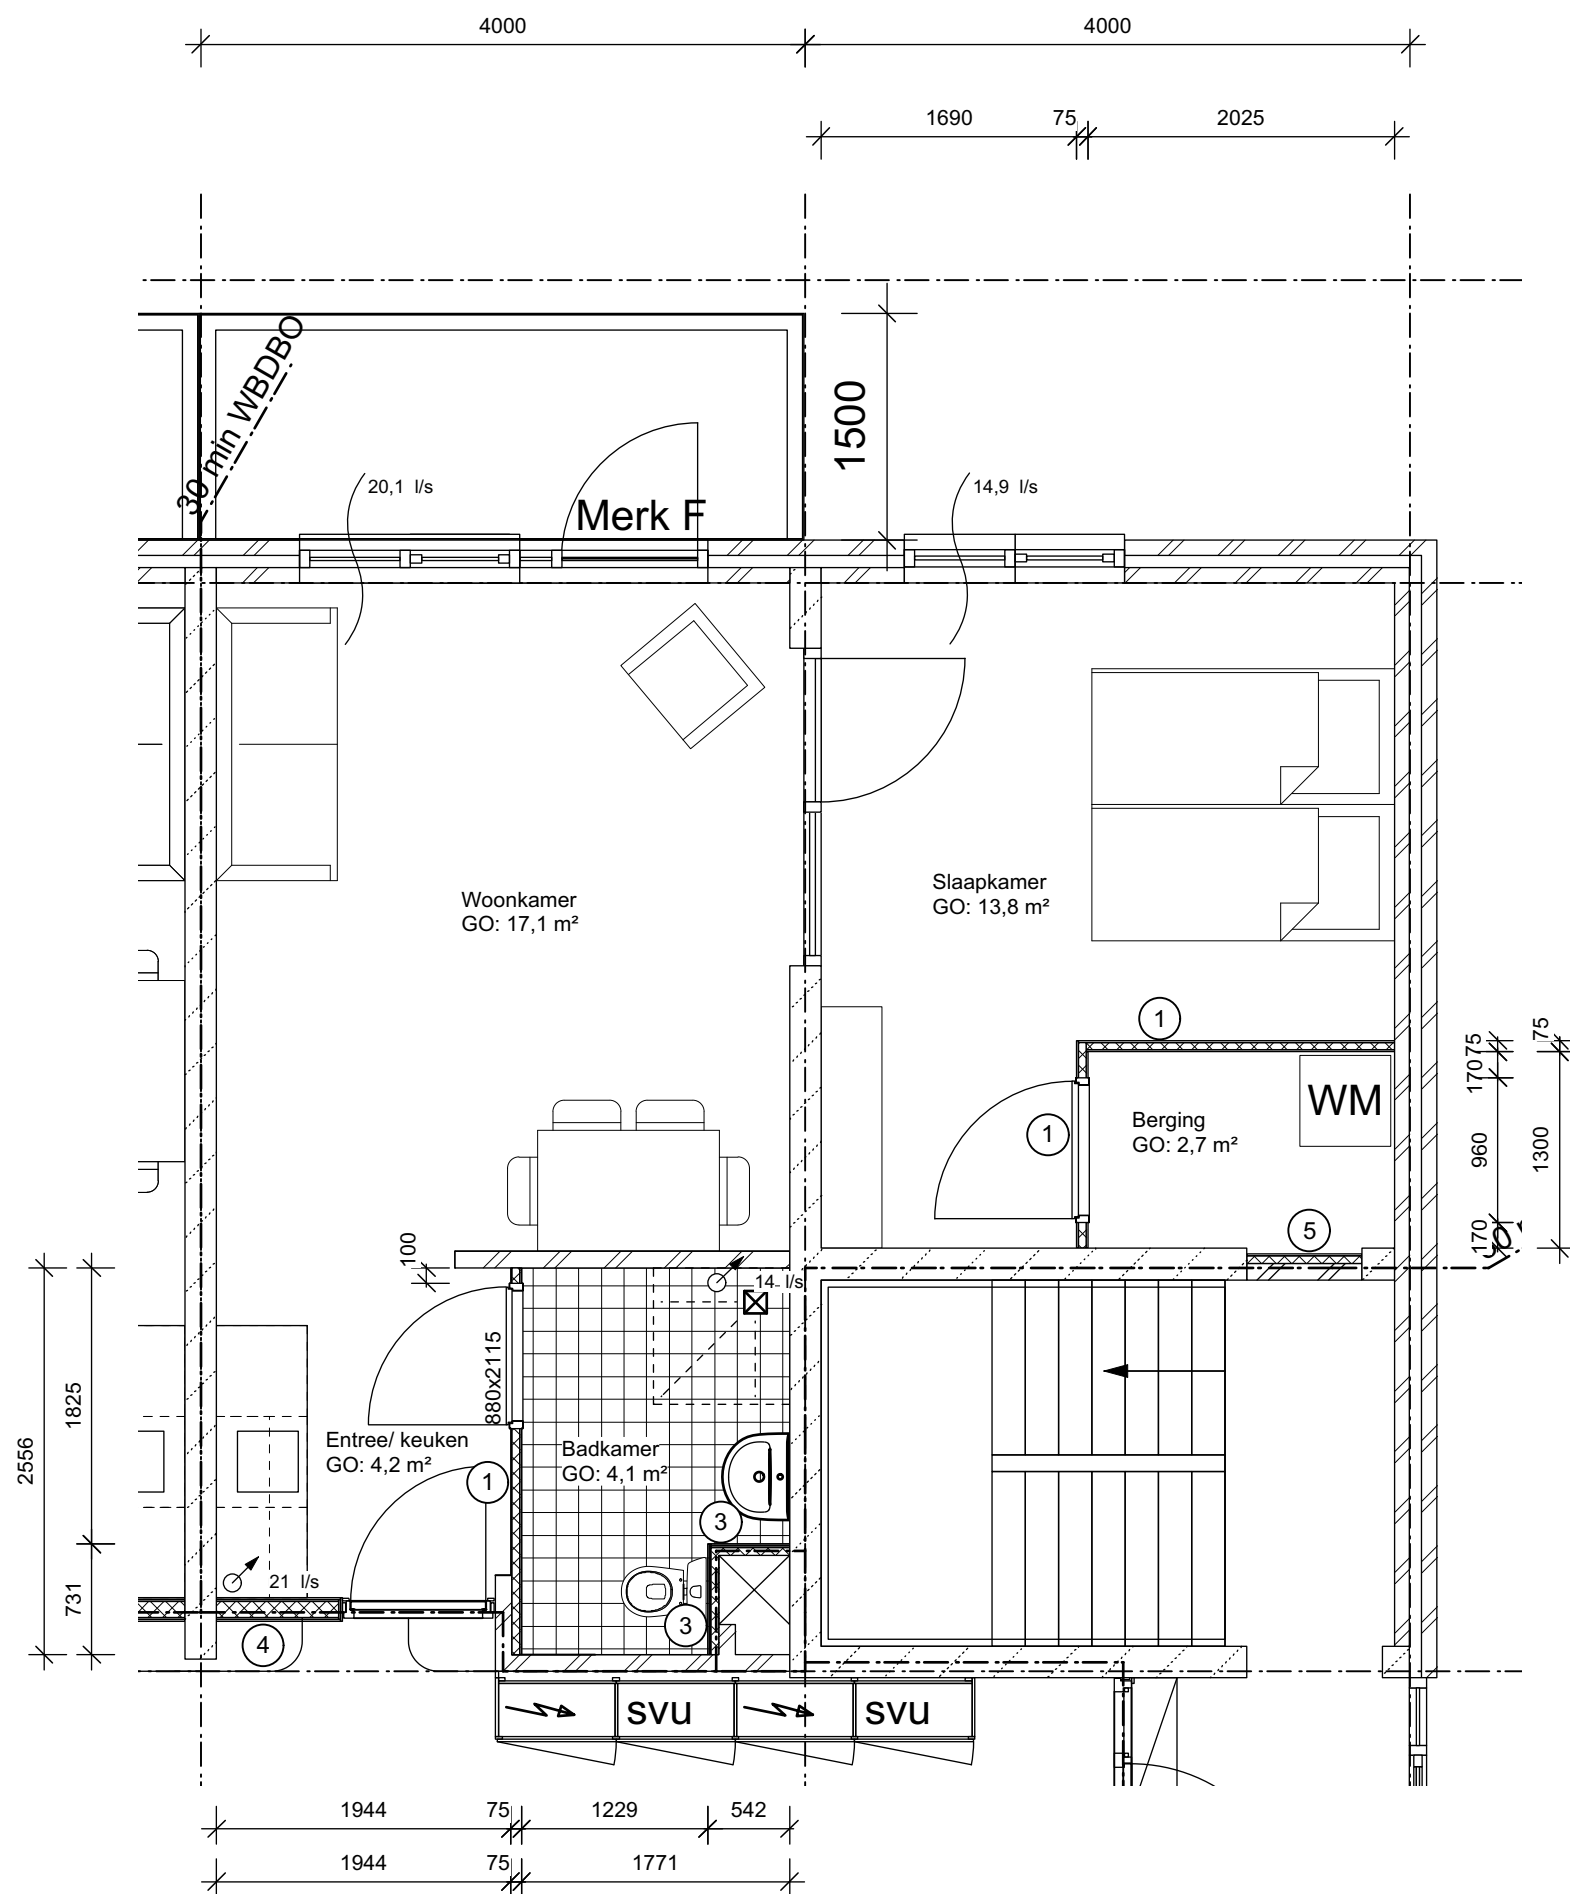 4000
4000
1690
75
2025
30 min WBDBO
1500
20,1 l/s
14,9 l/s
Merk F
Woonkamer
GO: 17,1 m²
Slaapkamer
GO: 13,8 m²
1
75
75
170
WM
Berging
GO: 2,7 m²
1
960
1300
5
170
100
14 l/s
880x2115
1825
2556
Entree/ keuken
GO: 4,2 m²
Badkamer
GO: 4,1 m²
1
3
21 l/s
731
3
4
svu
svu
1944
75
1229
542
1944
75
1771